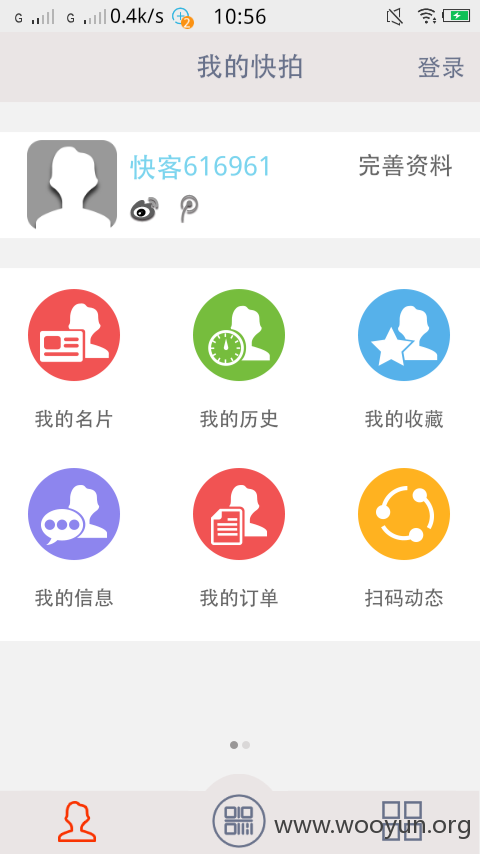 G G 0.4k/s 2 10:56
我的快拍 登录
快客616961 完善资料
我的名片 我的历史 我的收藏
我的信息 我的订单 扫码动态
www.wooyun.org